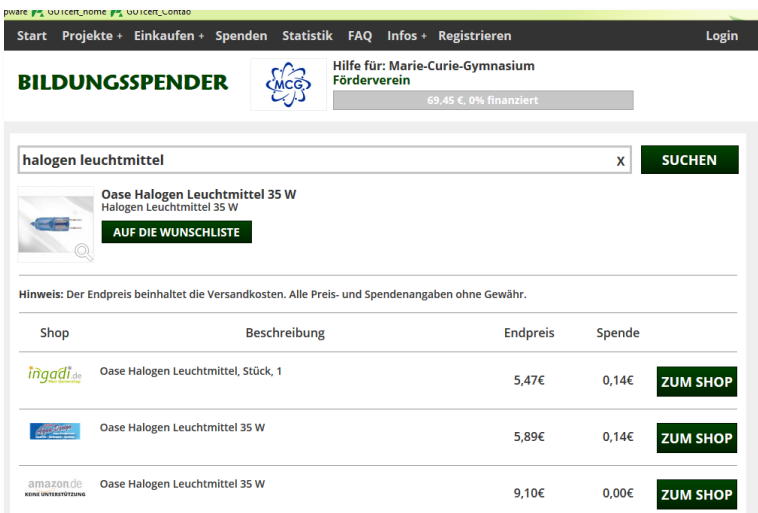 pware GUTcert_home GUTcert_Contao
Start Projekte + Einkaufen + Spenden Statistik FAQ Infos + Registrieren Login
BILDUNGSSPENDER
MCG
Hilfe für: Marie-Curie-Gymnasium
Förderverein
69,45 €, 0% finanziert
halogen leuchtmittel x SUCHEN
Oase Halogen Leuchtmittel 35 W
Halogen Leuchtmittel 35 W
AUF DIE WUNSCHLISTE
Hinweis: Der Endpreis beinhaltet die Versandkosten. Alle Preis- und Spendenangaben ohne Gewähr.
Shop Beschreibung Endpreis Spende
ingadi.de Oase Halogen Leuchtmittel, Stück, 1 5,47€ 0,14€ ZUM SHOP
Oase Halogen Leuchtmittel 35 W 5,89€ 0,14€ ZUM SHOP
amazon.de Oase Halogen Leuchtmittel 35 W 9,10€ 0,00€ ZUM SHOP
KEINE UNTERSTÜTZUNG